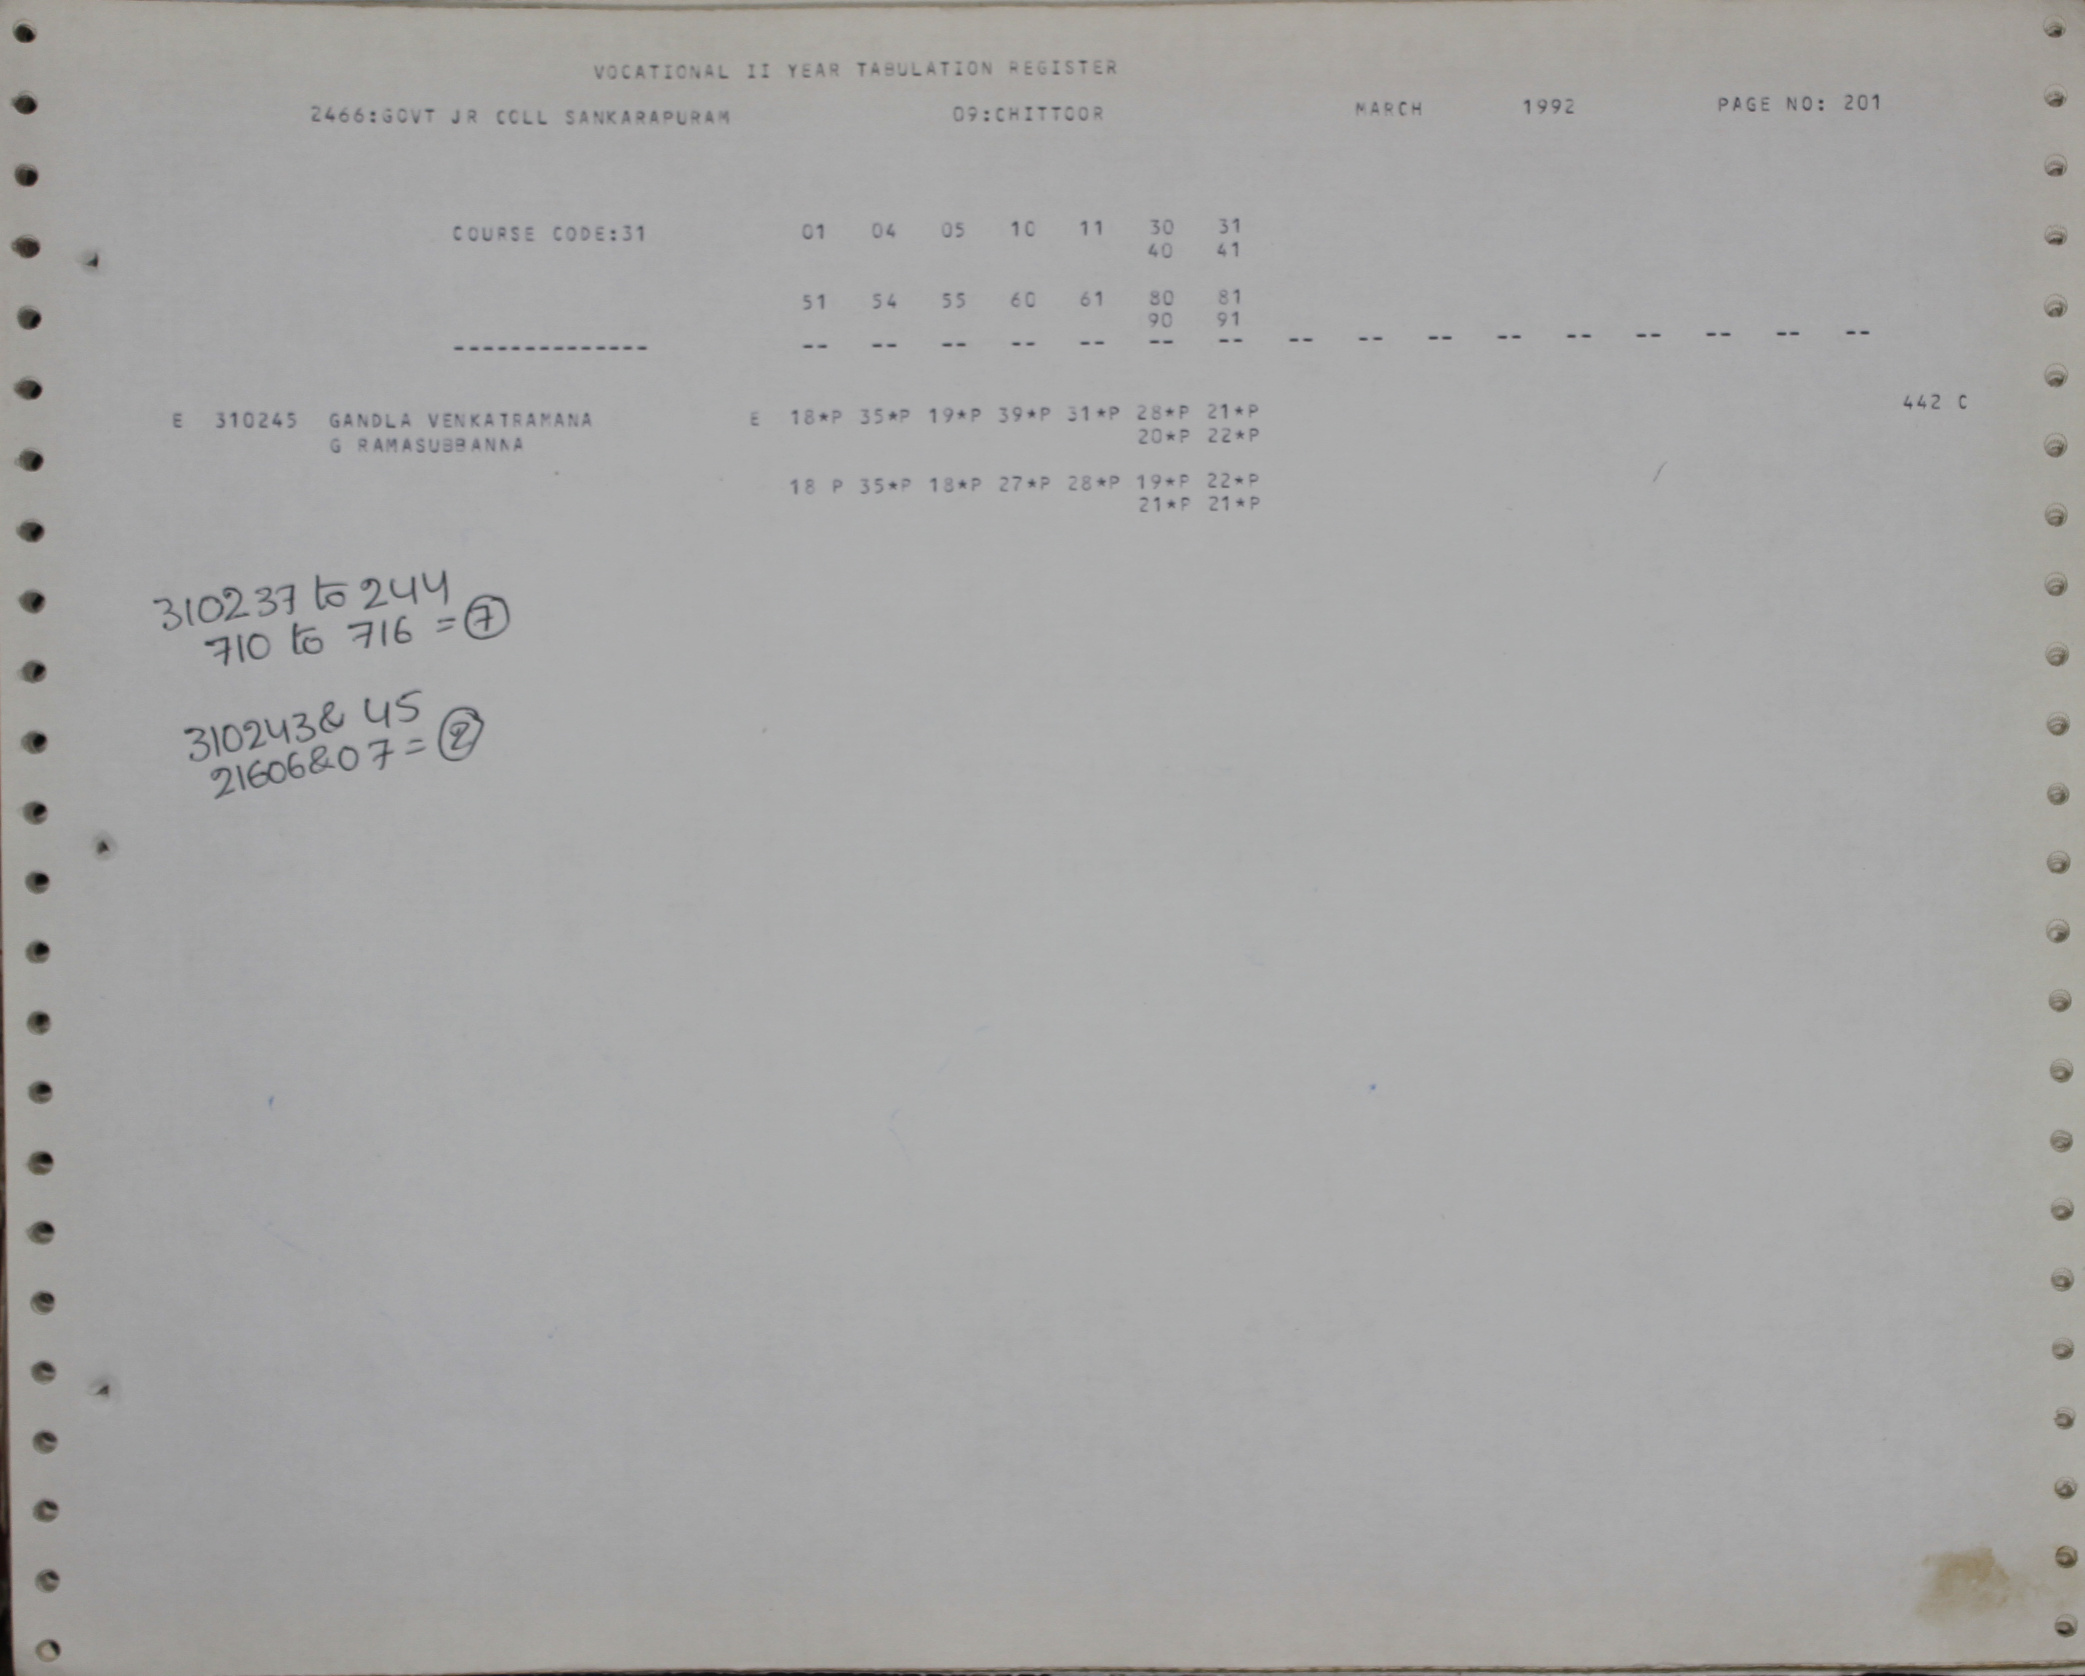 VOCATIONAL II YEAR TABULATION REGISTER
2466:GOVT JR COLL SANKARAPURAM 09:CHITTOOR MARCH 1992 PAGE NO: 201
COURSE CODE:31 01 04 05 10 11 30 31
40 41
51 54 55 60 61 80 81
90 91
-------------- -- -- -- -- -- -- -- -- -- -- -- -- -- -- -- --
E 310245 GANDLA VENKATRAMANA E 18*P 35*P 19*P 39*P 31*P 28*P 21*P 442 C
G RAMASUBBANNA 20*P 22*P
18 P 35*P 18*P 27*P 28*P 19*P 22*P
21*P 21*P
310237 to 244
710 to 716 = 7
310243& 45
21606&07 = 2